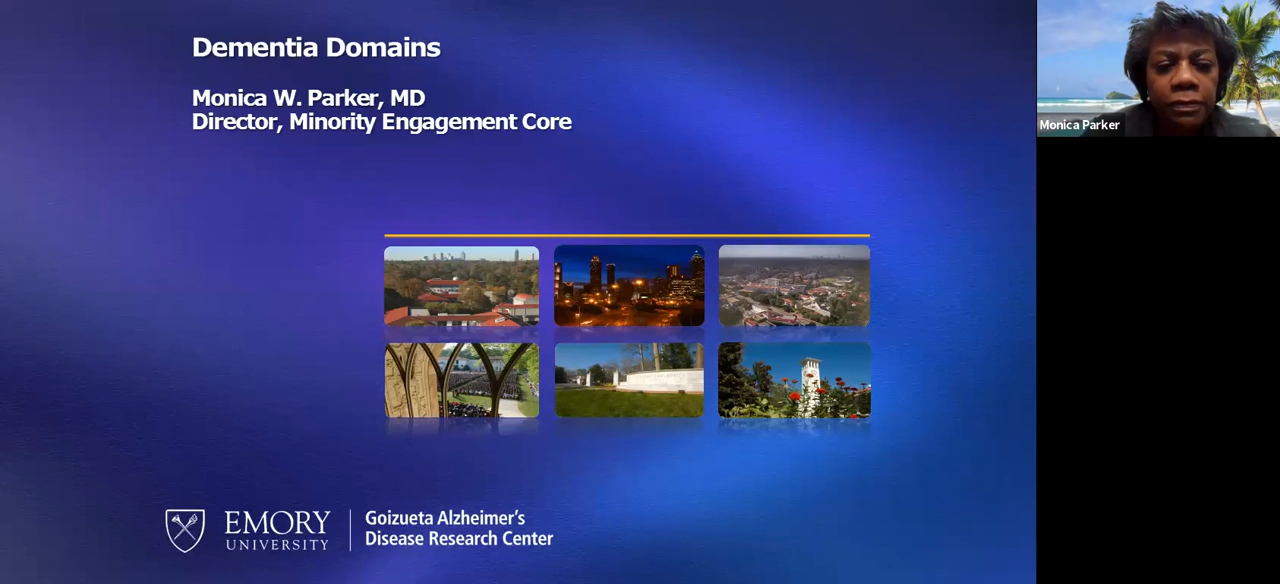 Dementia Domains
Monica W. Parker, MD
Director, Minority Engagement Core
Monica Parker
EMORY
UNIVERSITY
Goizueta Alzheimer's
Disease Research Center